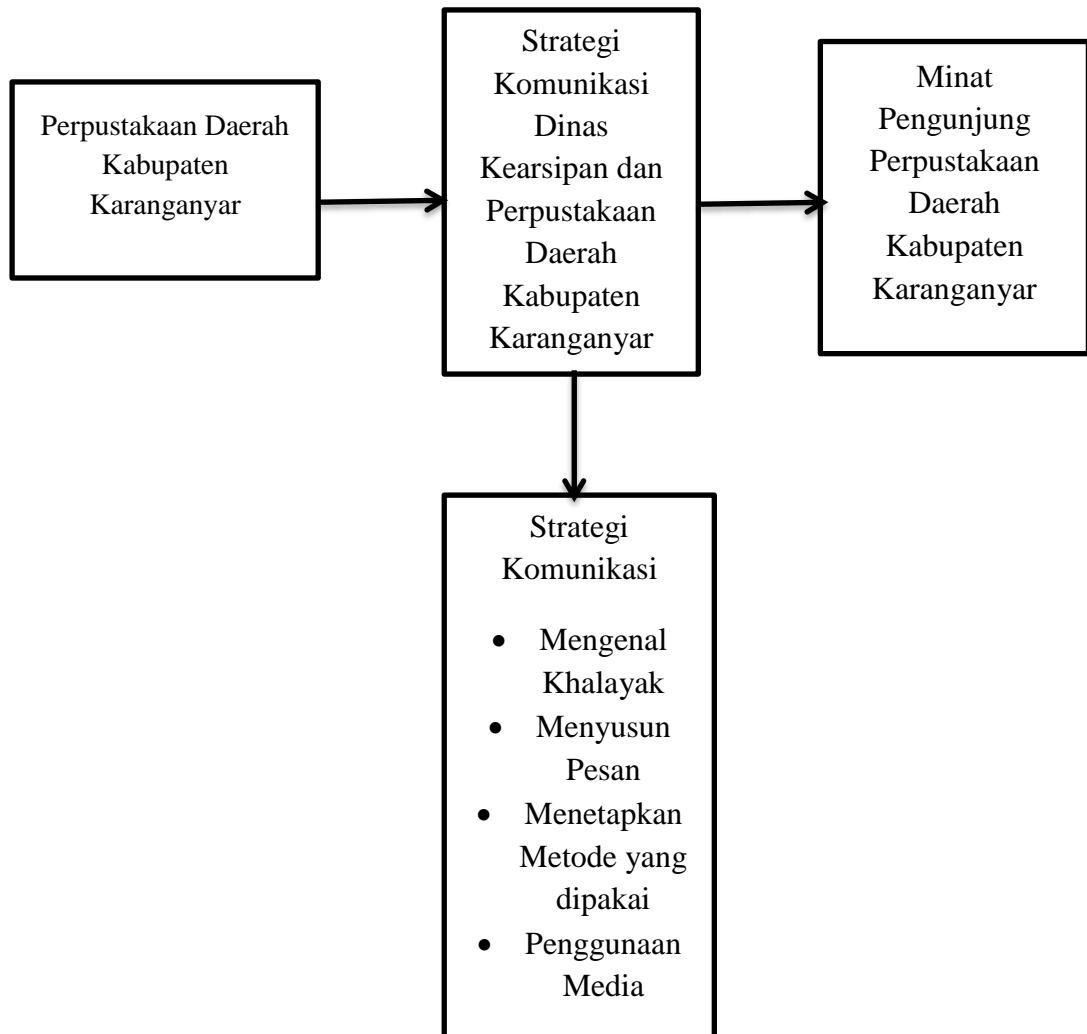 Perpustakaan Daerah
Kabupaten
Karanganyar
Strategi
Komunikasi
Dinas
Kearsipan dan
Perpustakaan
Daerah
Kabupaten
Karanganyar
Minat
Pengunjung
Perpustakaan
Daerah
Kabupaten
Karanganyar
Strategi
Komunikasi
• Mengenal
Khalayak
• Menyusun
Pesan
• Menetapkan
Metode yang
dipakai
• Penggunaan
Media